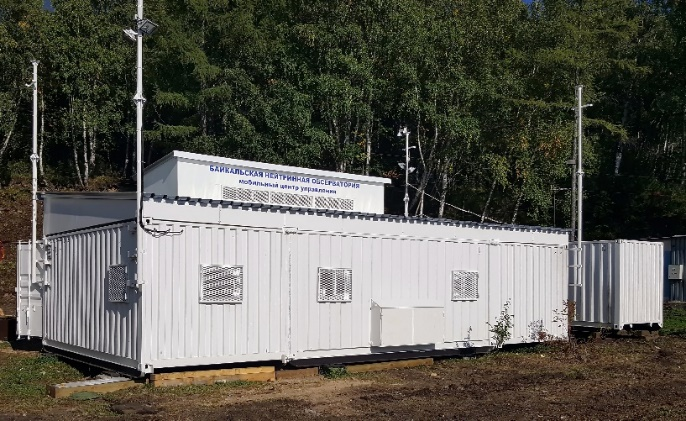 БАЙКАЛЬСКАЯ НЕЙТРИННАЯ ОБСЕРВАТОРИЯ
мобильный центр управления